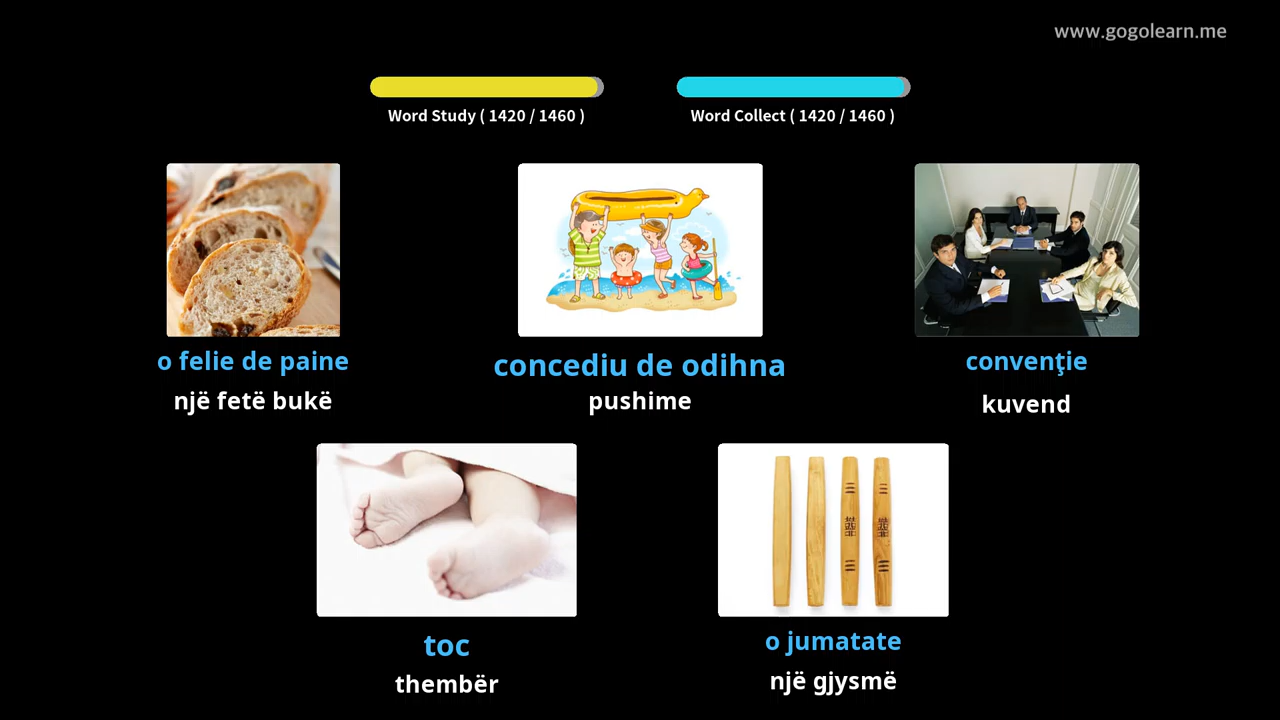 www.gogolearn.me
Word Study ( 1420 / 1460 )
Word Collect ( 1420 / 1460 )
o felie de paine
concediu de odihna
convenţie
një fetë bukë
pushime
kuvend
toc
o jumatate
thembër
një gjysmë